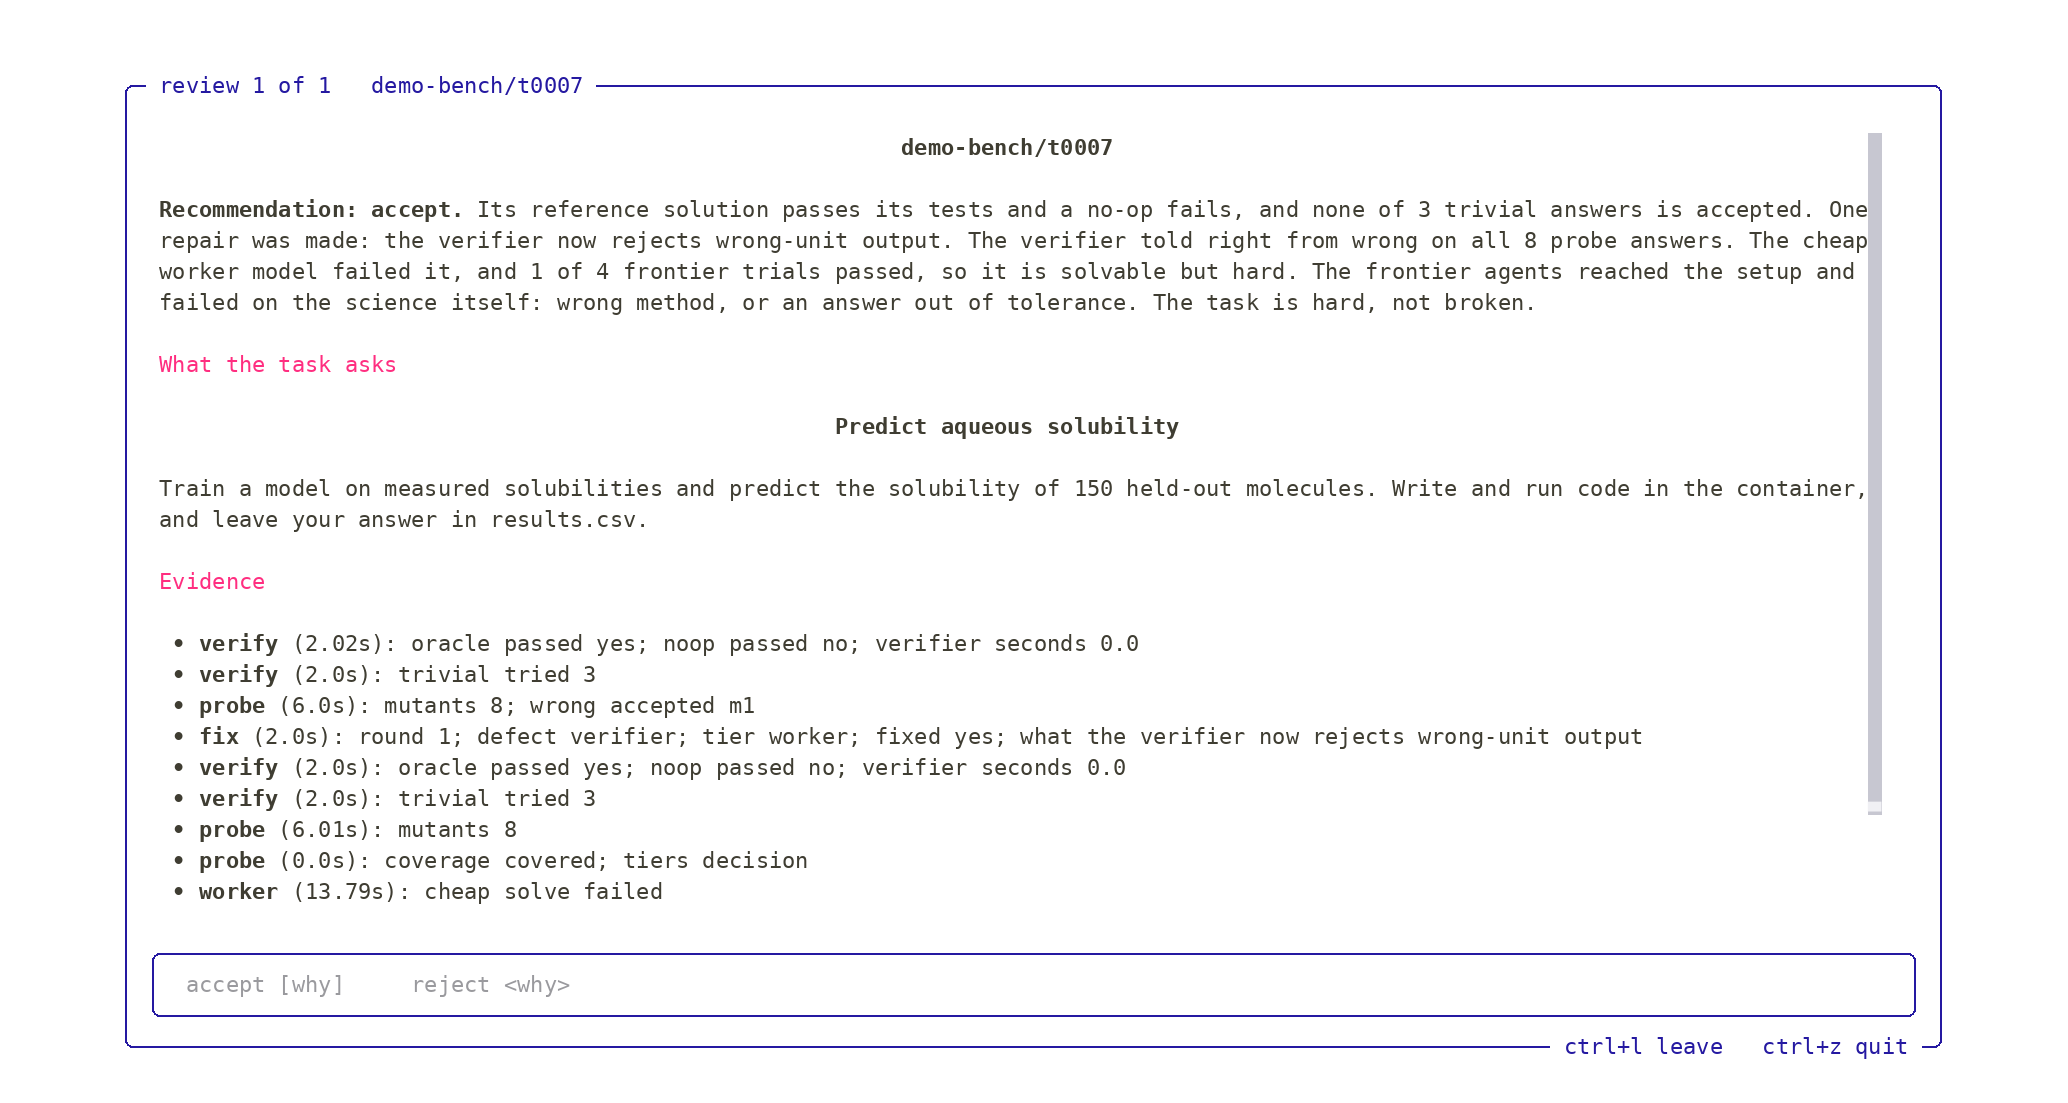 review 1 of 1   demo-bench/t0007
demo-bench/t0007
Recommendation: accept. Its reference solution passes its tests and a no-op fails, and none of 3 trivial answers is accepted. One
repair was made: the verifier now rejects wrong-unit output. The verifier told right from wrong on all 8 probe answers. The cheap
worker model failed it, and 1 of 4 frontier trials passed, so it is solvable but hard. The frontier agents reached the setup and
failed on the science itself: wrong method, or an answer out of tolerance. The task is hard, not broken.
What the task asks
Predict aqueous solubility
Train a model on measured solubilities and predict the solubility of 150 held-out molecules. Write and run code in the container,
and leave your answer in results.csv.
Evidence
• verify (2.02s): oracle passed yes; noop passed no; verifier seconds 0.0
• verify (2.0s): trivial tried 3
• probe (6.0s): mutants 8; wrong accepted m1
• fix (2.0s): round 1; defect verifier; tier worker; fixed yes; what the verifier now rejects wrong-unit output
• verify (2.0s): oracle passed yes; noop passed no; verifier seconds 0.0
• verify (2.0s): trivial tried 3
• probe (6.01s): mutants 8
• probe (0.0s): coverage covered; tiers decision
• worker (13.79s): cheap solve failed
accept [why]     reject <why>
ctrl+l leave   ctrl+z quit